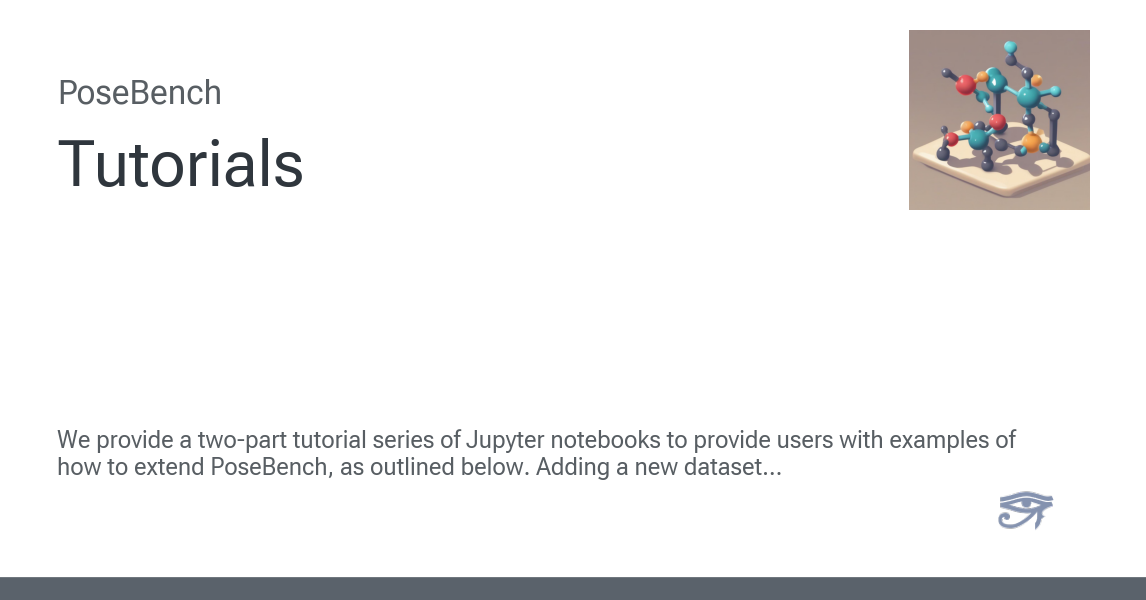 PoseBench
Tutorials
We provide a two-part tutorial series of Jupyter notebooks to provide users with examples of
how to extend PoseBench, as outlined below. Adding a new dataset...